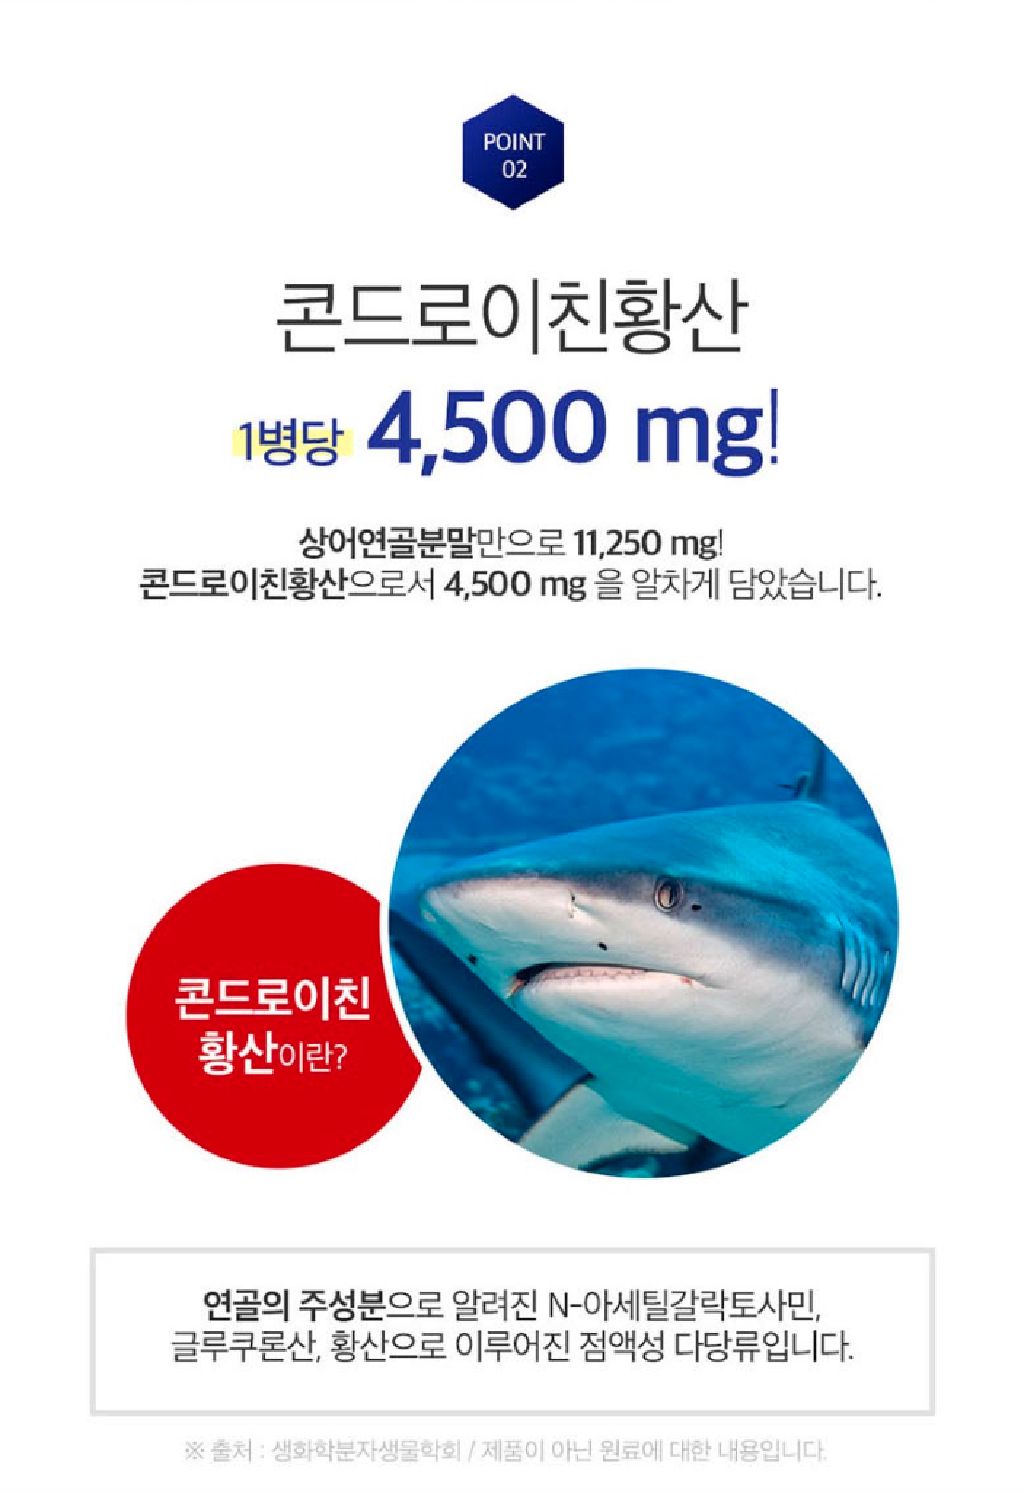 POINT
02
콘드로이친황산
1병당 4,500 mg!
상어연골분말만으로 11,250 mg!
콘드로이친황산으로서 4,500 mg 을 알차게 담았습니다.
콘드로이친
황산이란?
연골의 주성분으로 알려진 N-아세틸갈락토사민,
글루쿠론산, 황산으로 이루어진 점액성 다당류입니다.
※ 출처 : 생화학분자생물학회 / 제품이 아닌 원료에 대한 내용입니다.